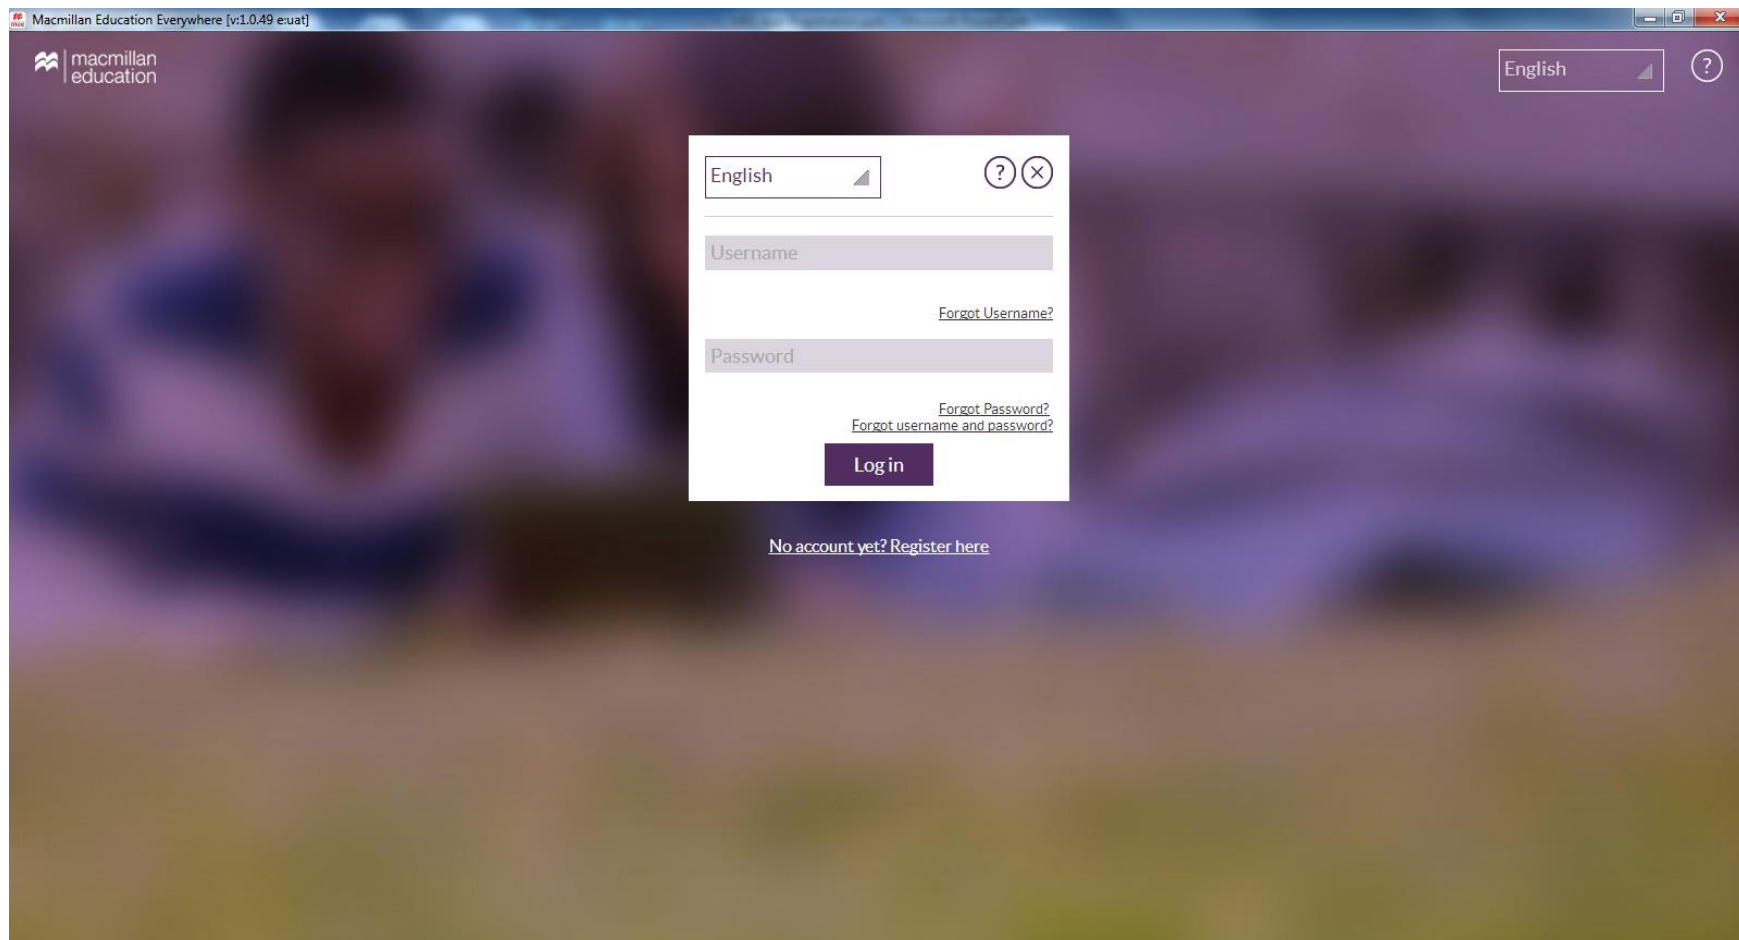 Macmillan Education Everywhere [v:1.0.49 e:uat]
macmillan
education
English
?
English
?
Username
Forgot Username?
Password
Forgot Password?
Forgot username and password?
Log in
No account yet? Register here